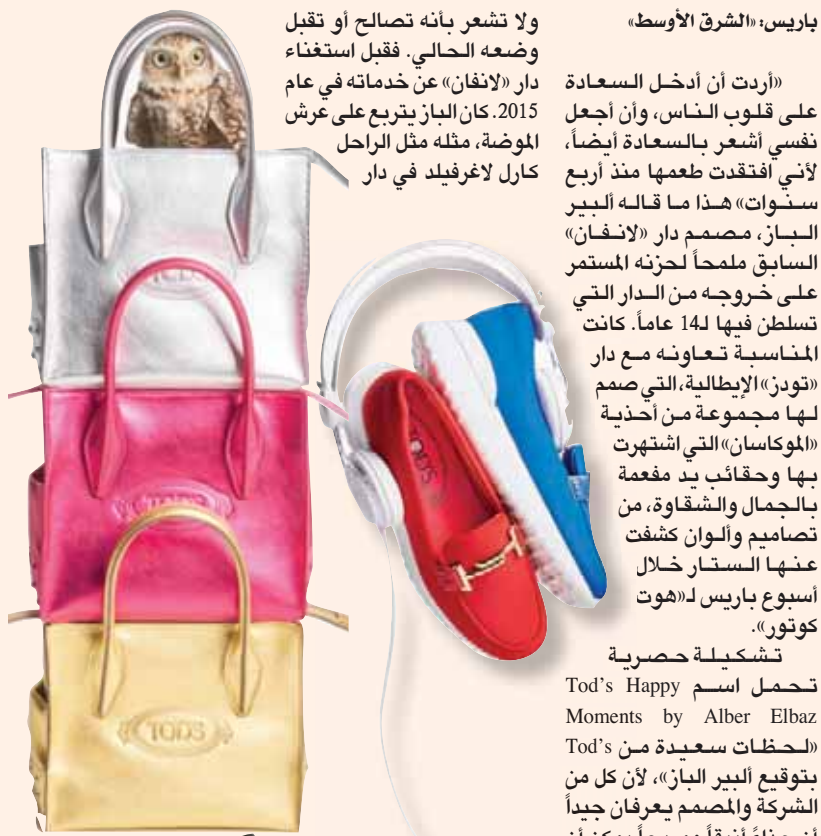 باريس: «الشرق الأوسط»
«أردت أن أدخل السعادة
على قلوب الناس، وأن أجعل
نفسي أشعر بالسعادة أيضاً،
لأني افتقدت طعمها منذ أربع
سنوات» هذا ما قاله ألبير
الباز، مصمم دار «لانفان»
السابق ملمحاً لحزنه المستمر
على خروجه من الدار التي
تسلطن فيها لـ14 عاماً. كانت
المناسبة تعاونه مع دار
«تودز» الإيطالية، التي صمم
لها مجموعة من أحذية
«الموكاسان» التي اشتهرت
بها وحقائب يد مفعمة
بالجمال والشقاوة، من
تصاميم وألوان كشفت
عنها الستار خلال
أسبوع باريس لـ«هوت
كوتور».
تشكيلة حصرية
تحمل اسم Tod's Happy
Moments by Alber Elbaz
«لحظات سعيدة من Tod's
بتوقيع ألبير الباز»، لأن كل من
الشركة والمصمم يعرفان جيداً
ولا تشعر بأنه تصالح أو تقبل
وضعه الحالي. فقبل استغناء
دار «لانفان» عن خدماته في عام
2015. كان الباز يتربع على عرش
الموضة، مثله مثل الراحل
كارل لاغرفيلد في دار
TOD'S
TOD'S
TOD'S